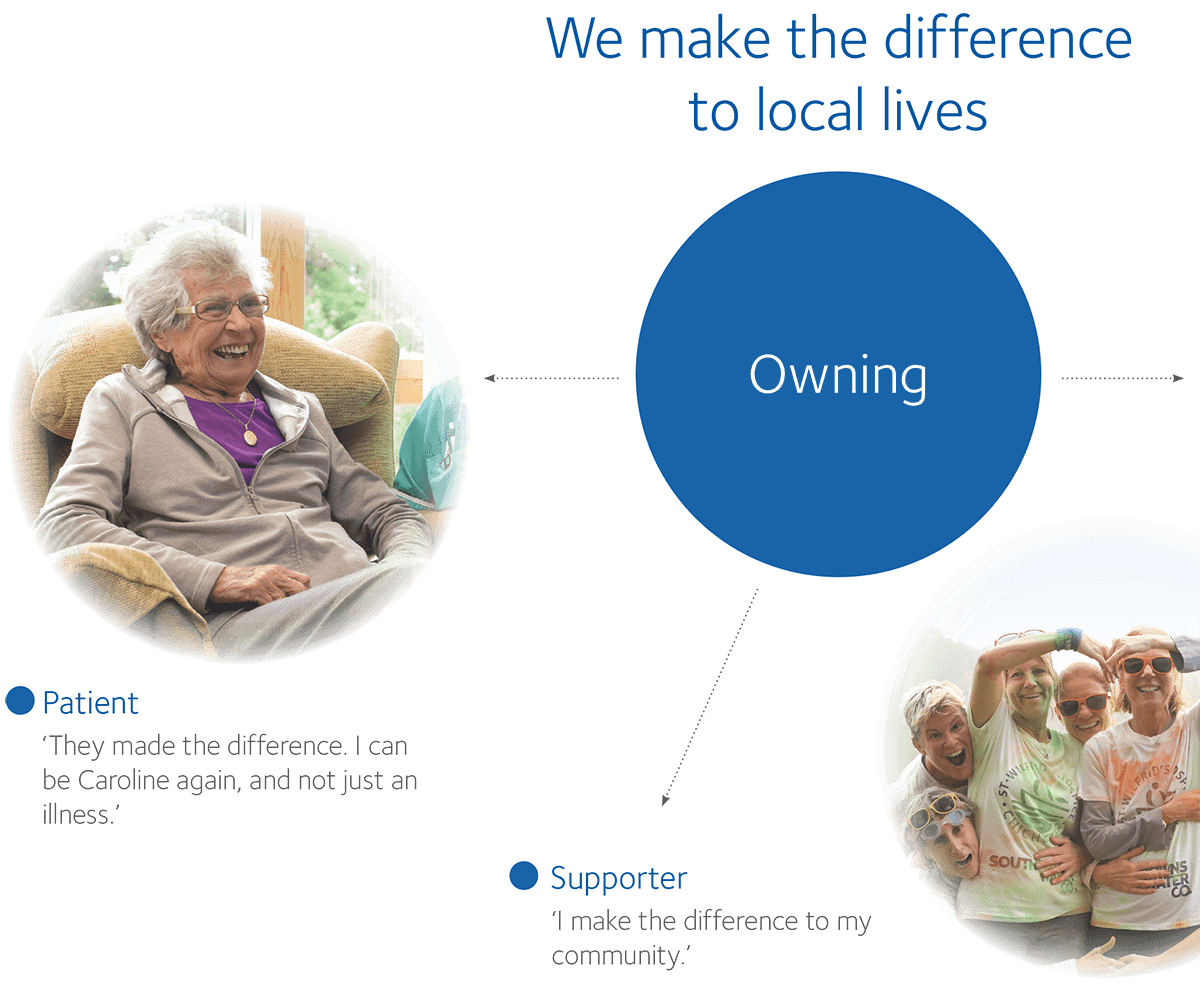 We make the difference
to local lives
Owning
Patient
‘They made the difference. I can
be Caroline again, and not just an
illness.’
Supporter
‘I make the difference to my
community.’
SOUTH